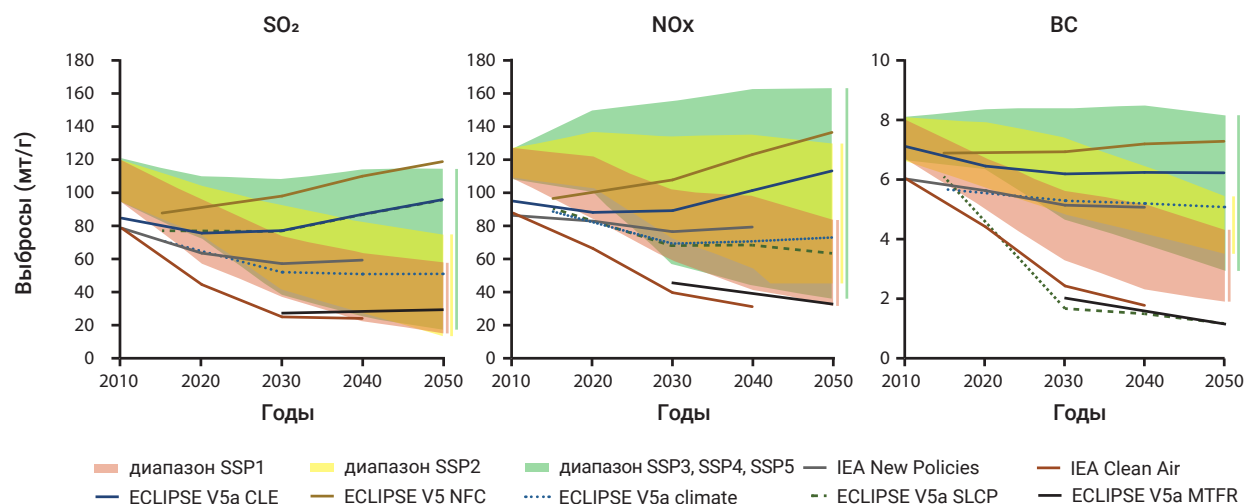 SO₂
NOx
BC
Выбросы (мт/г)
180
160
140
120
100
80
60
40
20
0
2010 2020 2030 2040 2050
Годы
180
160
140
120
100
80
60
40
20
0
2010 2020 2030 2040 2050
Годы
10
8
6
4
2
0
2010 2020 2030 2040 2050
Годы
диапазон SSP1 диапазон SSP2 диапазон SSP3, SSP4, SSP5 IEA New Policies IEA Clean Air
ECLIPSE V5a CLE ECLIPSE V5 NFC ECLIPSE V5a climate ECLIPSE V5a SLCP ECLIPSE V5a MTFR